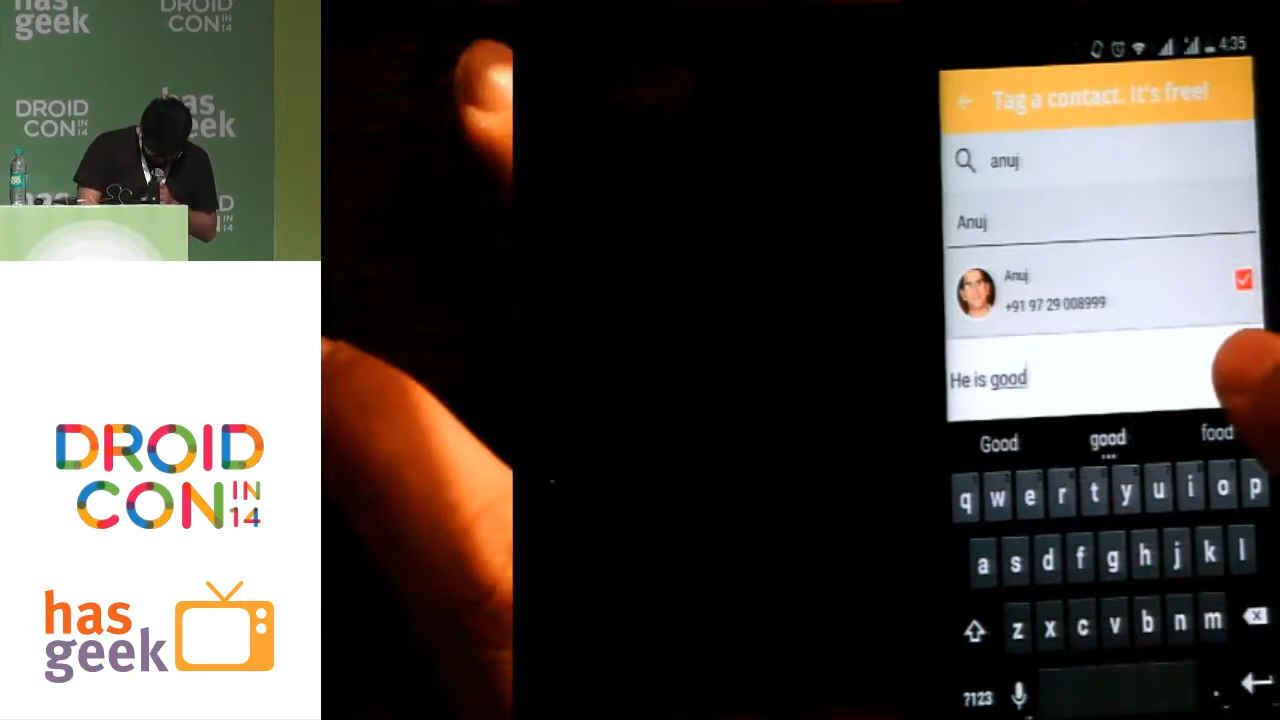 has
geek
DROID
CON IN
14
DROID
CON IN
14
has
geek
DROID
CON IN
14
has
geek
4:35
Tag a contact. It's free!
anuj
Anuj
Anuj
+91 97 29 008999
He is good
Good good food
q w e r t y u i o p
a s d f g h j k l
z x c v b n m
?123 .